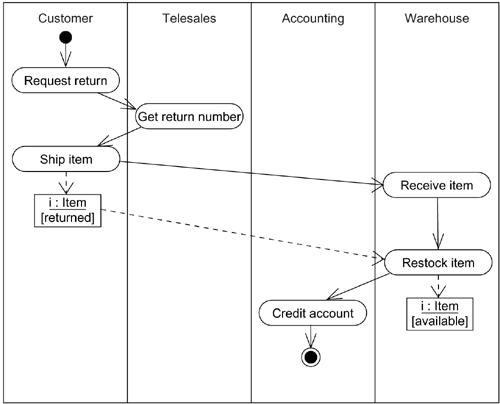 Customer
Telesales
Accounting
Warehouse
Request return
Get return number
Ship item
Receive item
i : Item
[returned]
Restock item
i : Item
[available]
Credit account